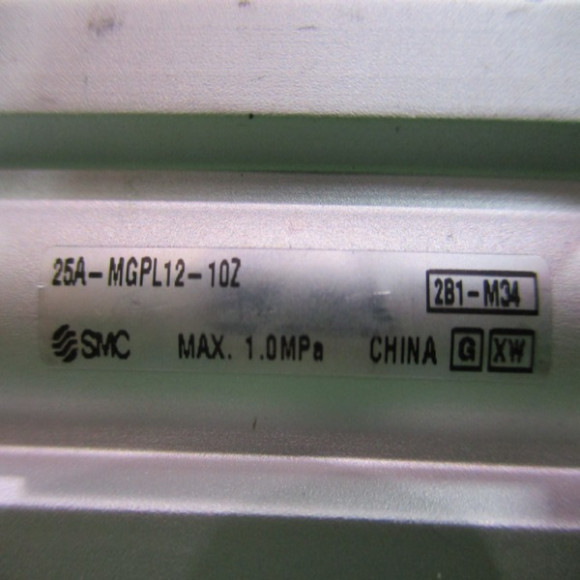 25A-MGPL12-10Z
2B1-M34
SMC MAX. 1.0MPa CHINA G XW